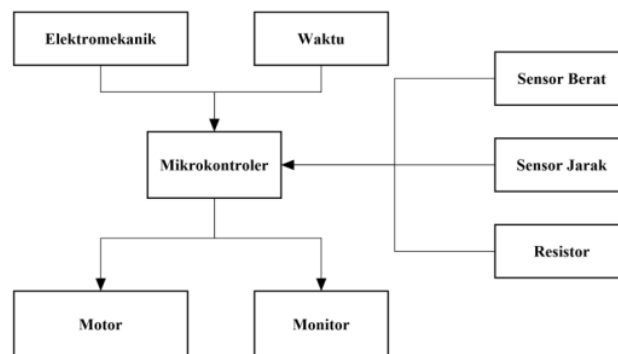 Elektromekanik
Waktu
Sensor Berat
Mikrokontroler
Sensor Jarak
Resistor
Motor
Monitor